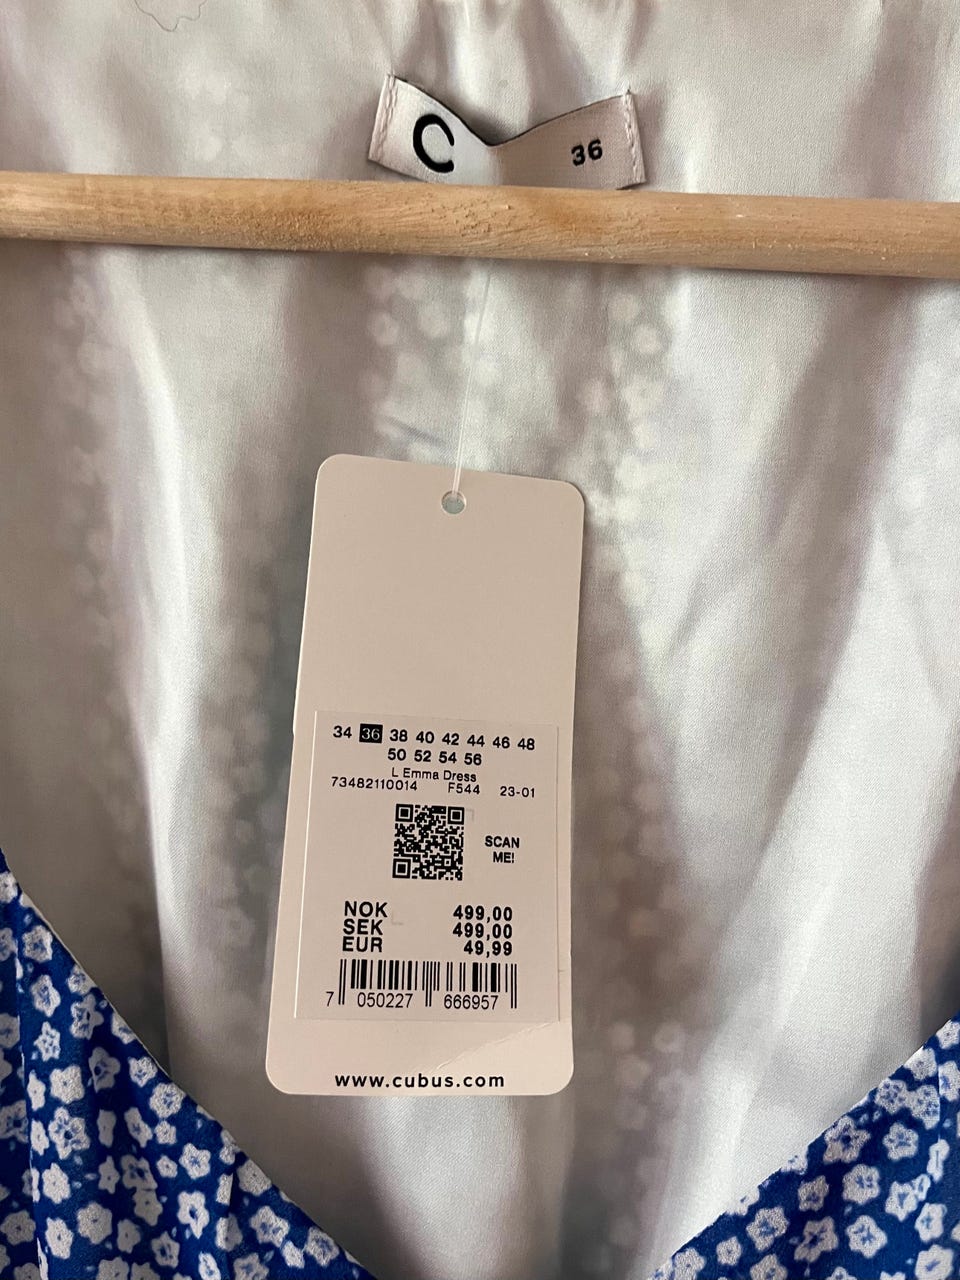 C 36
34 36 38 40 42 44 46 48
50 52 54 56
L Emma Dress
73482110014 F544 23-01
SCAN
ME!
NOK 499,00
SEK 499,00
EUR 49,99
7 050227 666957
www.cubus.com